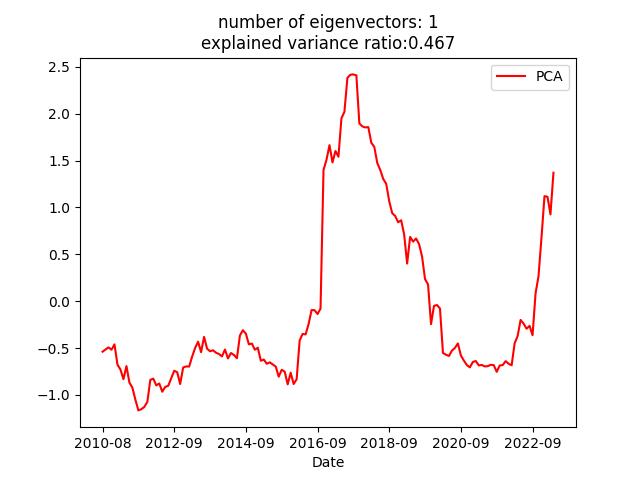 number of eigenvectors: 1
explained variance ratio:0.467
PCA
2.5
2.0
1.5
1.0
0.5
0.0
−0.5
−1.0
2010-08 2012-09 2014-09 2016-09 2018-09 2020-09 2022-09
Date